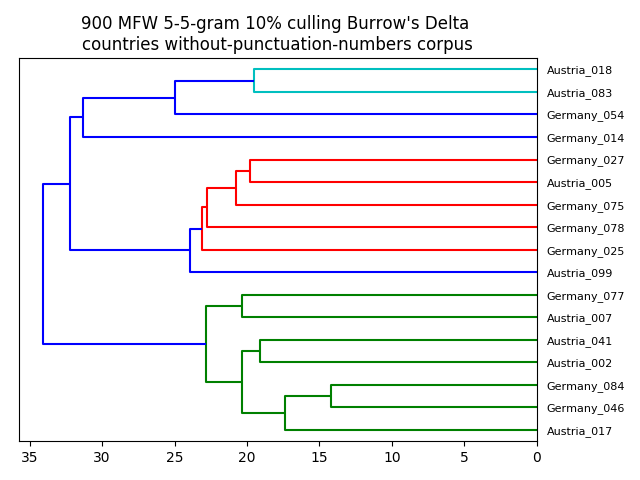 900 MFW 5-5-gram 10% culling Burrow's Delta
countries without-punctuation-numbers corpus
Austria_018
Austria_083
Germany_054
Germany_014
Germany_027
Austria_005
Germany_075
Germany_078
Germany_025
Austria_099
Germany_077
Austria_007
Austria_041
Austria_002
Germany_084
Germany_046
Austria_017
35 30 25 20 15 10 5 0